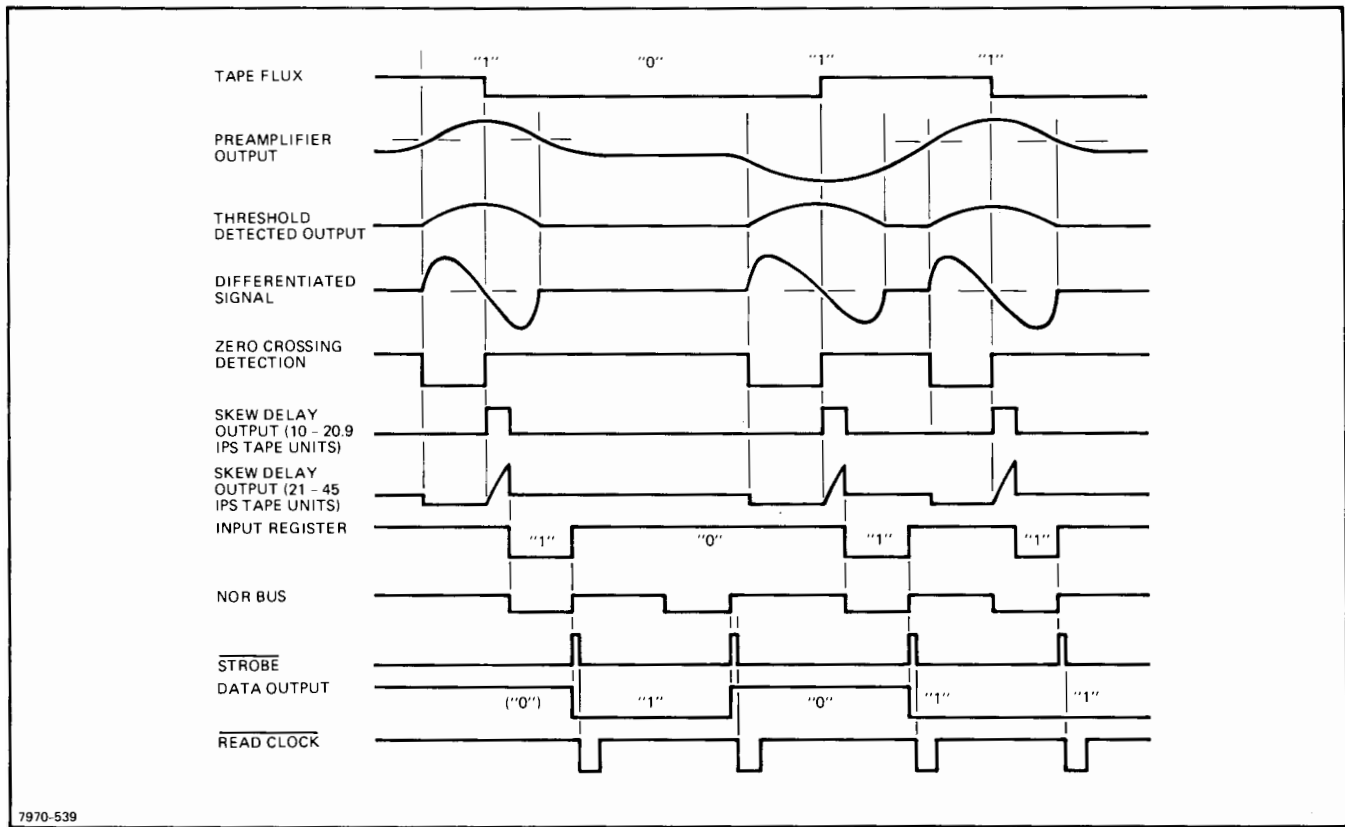 "1" "0" "1" "1"
TAPE FLUX
PREAMPLIFIER
OUTPUT
THRESHOLD
DETECTED OUTPUT
DIFFERENTIATED
SIGNAL
ZERO CROSSING
DETECTION
SKEW DELAY
OUTPUT (10 – 20.9
IPS TAPE UNITS)
SKEW DELAY
OUTPUT (21 – 45
IPS TAPE UNITS)
INPUT REGISTER
"1" "0" "1" "1"
NOR BUS
STROBE
DATA OUTPUT
("0") "1" "0" "1" "1"
READ CLOCK
7970-539